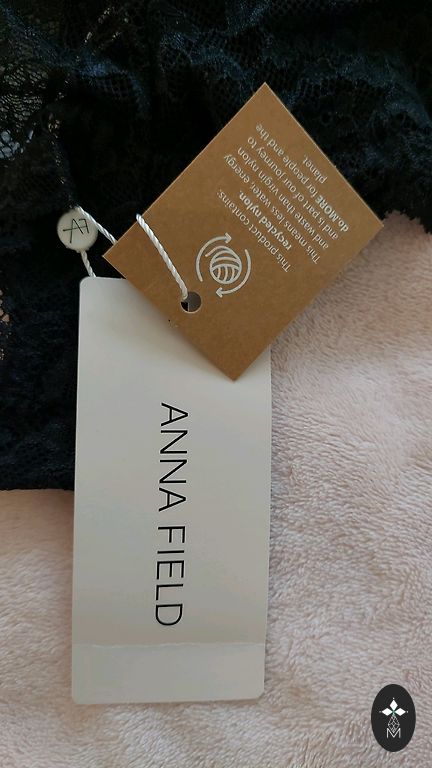 This product contains:
recycled nylon.
This means less water, energy
and waste than virgin nylon
and is part of our journey to
do.MORE for people and the
planet.
AF
ANNA FIELD
M